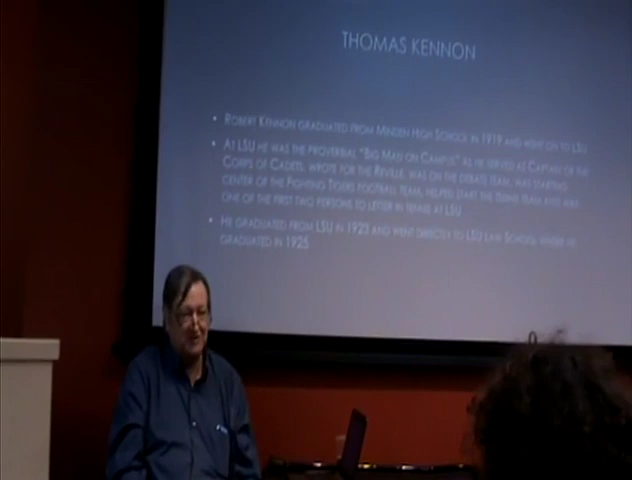 THOMAS KENNON
• ROBERT KENNON GRADUATED FROM MINDEN HIGH SCHOOL IN 1919 AND WENT ON TO LSU
• AT LSU HE WAS THE PROVERBIAL "BIG MAN ON CAMPUS" AS HE SERVED AS CAPTAIN OF THE
CORPS OF CADETS, WROTE FOR THE REVILLE, WAS ON THE DEBATE TEAM, WAS STARTING
CENTER OF THE FIGHTING TIGERS FOOTBALL TEAM, HELPED START THE TENNIS TEAM AND WAS
ONE OF THE FIRST TWO PERSONS TO LETTER IN TENNIS AT LSU
• HE GRADUATED FROM LSU IN 1923 AND WENT DIRECTLY TO LSU LAW SCHOOL WHERE HE
GRADUATED IN 1925